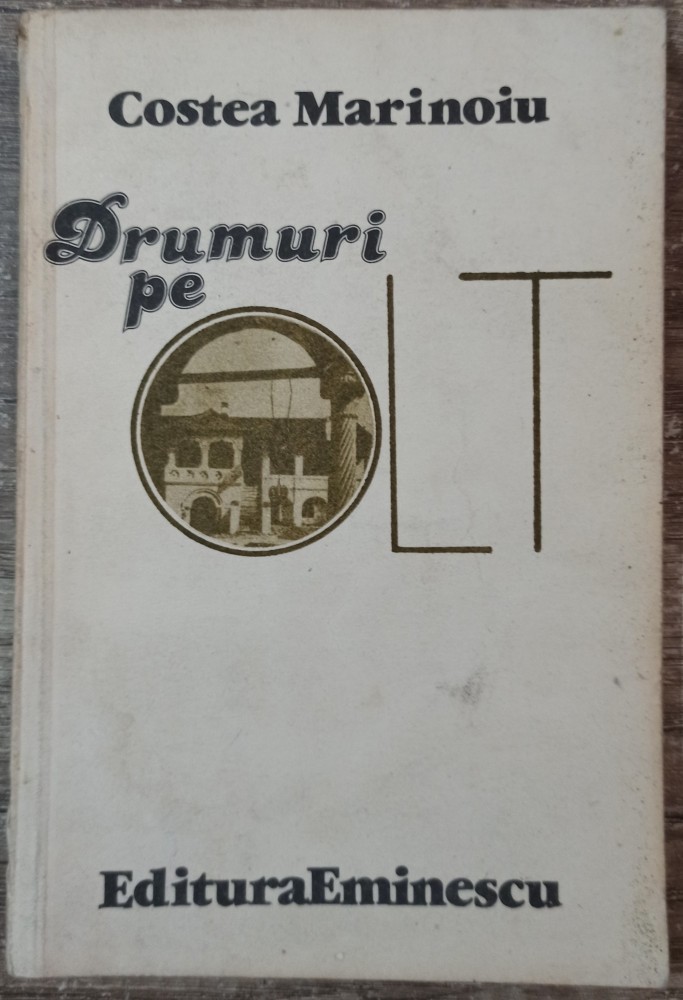 Costea Marinoiu
Drumuri
pe
OLT
EdituraEminescu